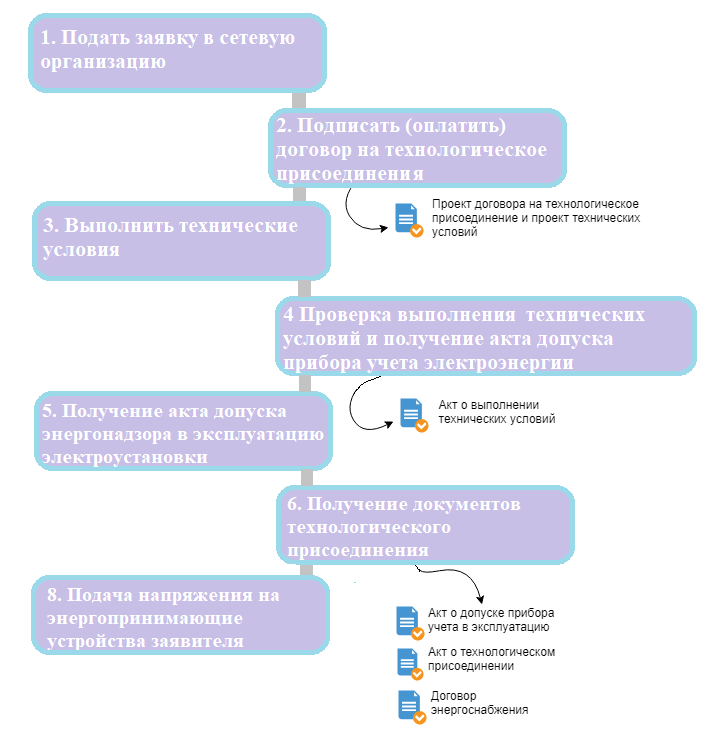 1. Подать заявку в сетевую
организацию
2. Подписать (оплатить)
договор на технологическое
присоединения
Проект договора на технологическое
присоединение и проект технических
условий
3. Выполнить технические
условия
4 Проверка выполнения технических
условий и получение акта допуска
прибора учета электроэнергии
Акт о выполнении
технических условий
5. Получение акта допуска
энергонадзора в эксплуатацию
электроустановки
6. Получение документов
технологического
присоединения
Акт о допуске прибора
учета в эксплуатацию
Акт о технологическом
присоединении
Договор
энергоснабжения
8. Подача напряжения на
энергопринимающие
устройства заявителя